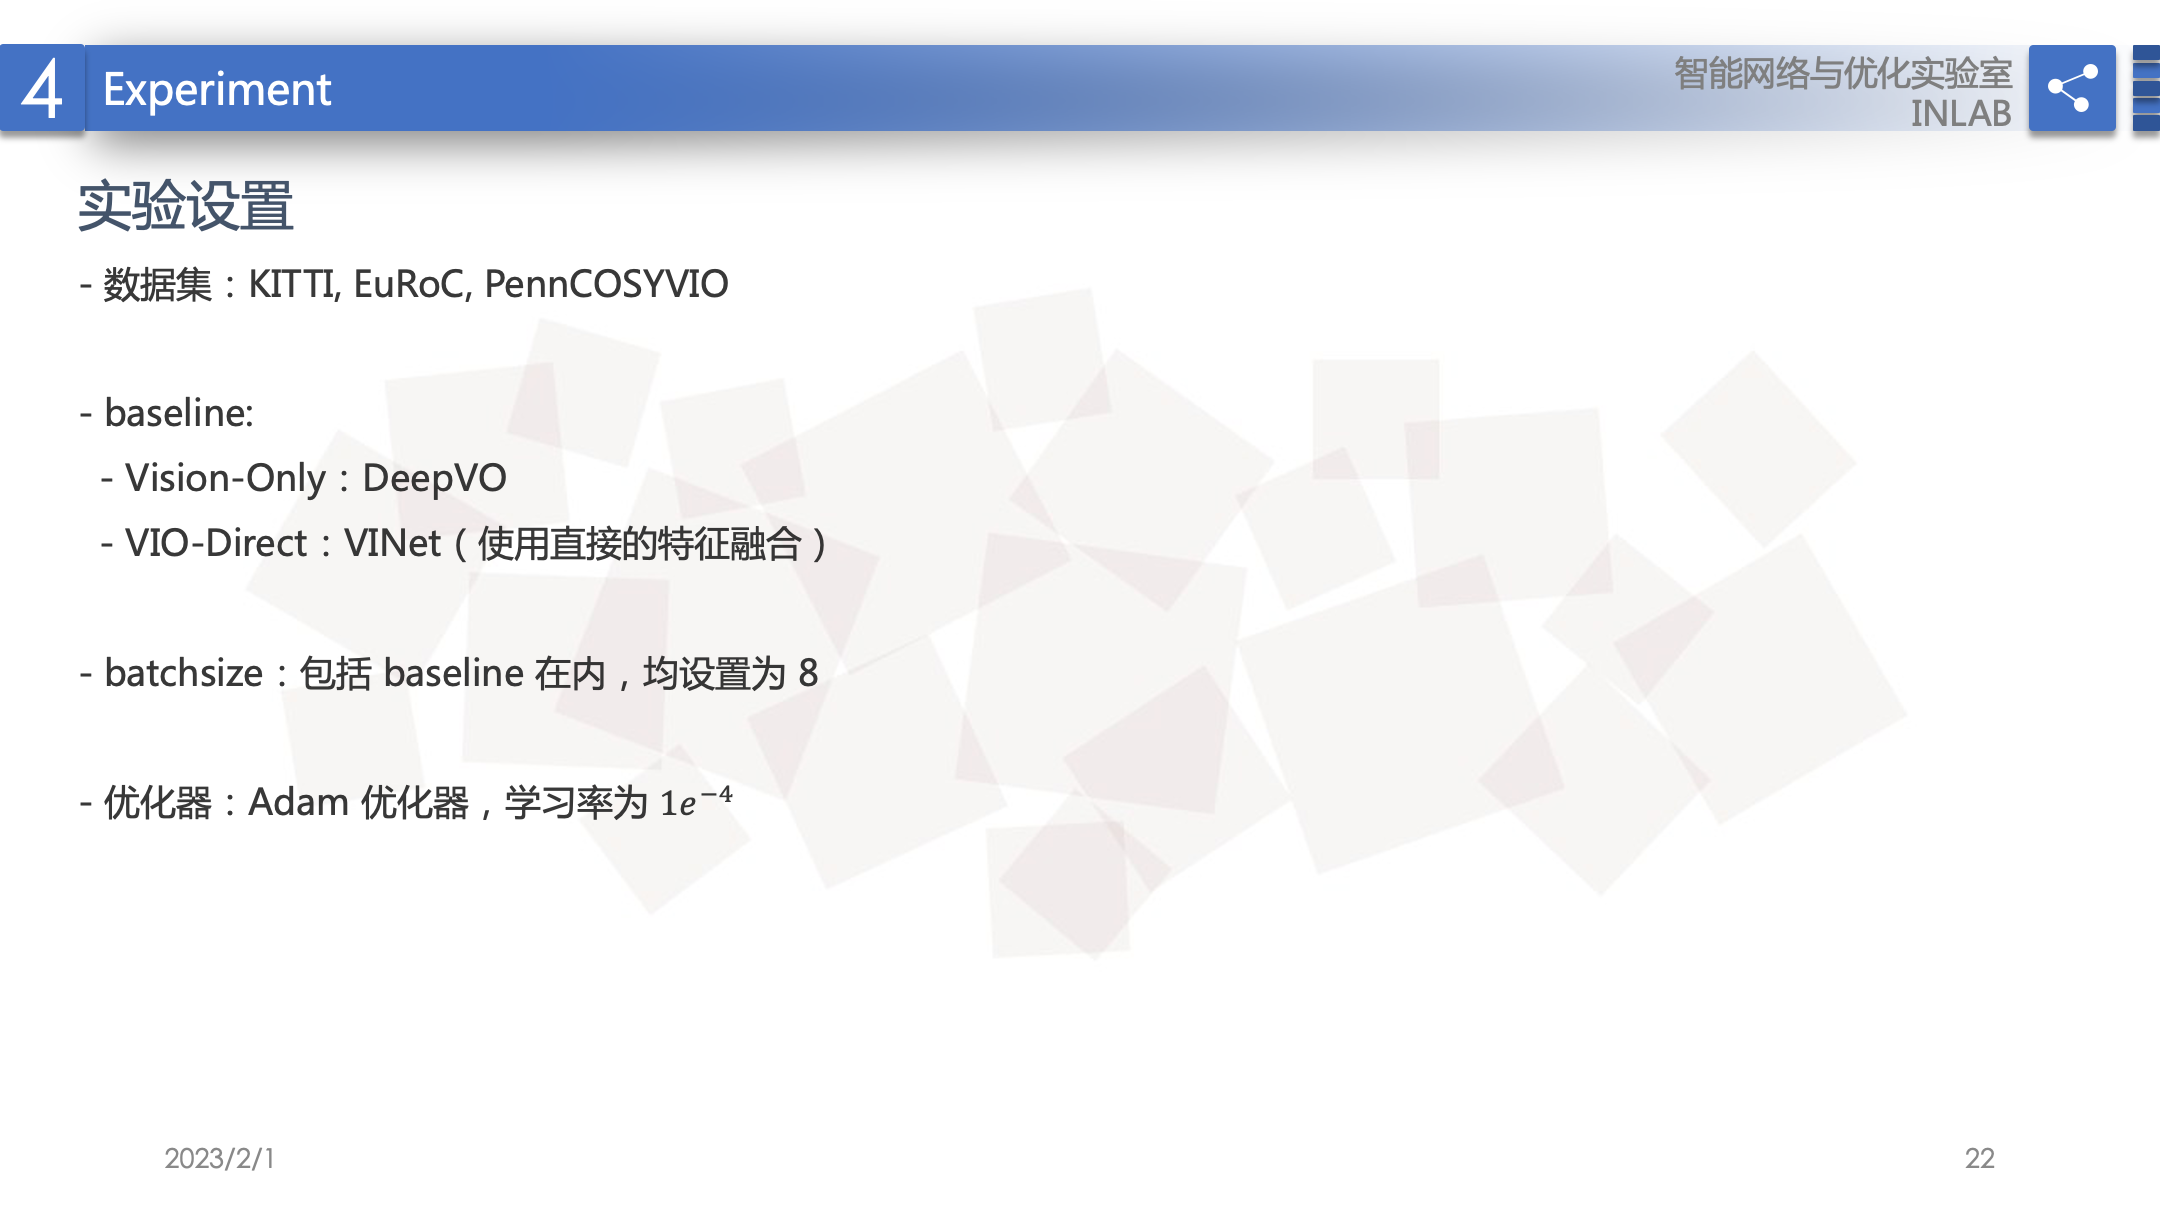 4 Experiment
智能网络与优化实验室
INLAB
实验设置
- 数据集：KITTI, EuRoC, PennCOSYVIO
- baseline:
- Vision-Only：DeepVO
- VIO-Direct：VINet（使用直接的特征融合）
- batchsize：包括 baseline 在内，均设置为 8
- 优化器：Adam 优化器，学习率为 1e⁻⁴
2023/2/1
22